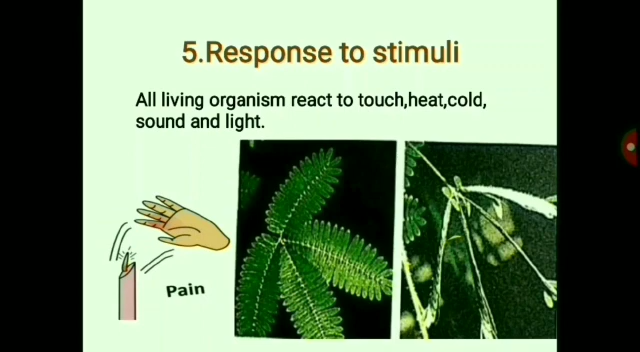 5.Response to stimuli
All living organism react to touch,heat,cold,
sound and light.
Pain